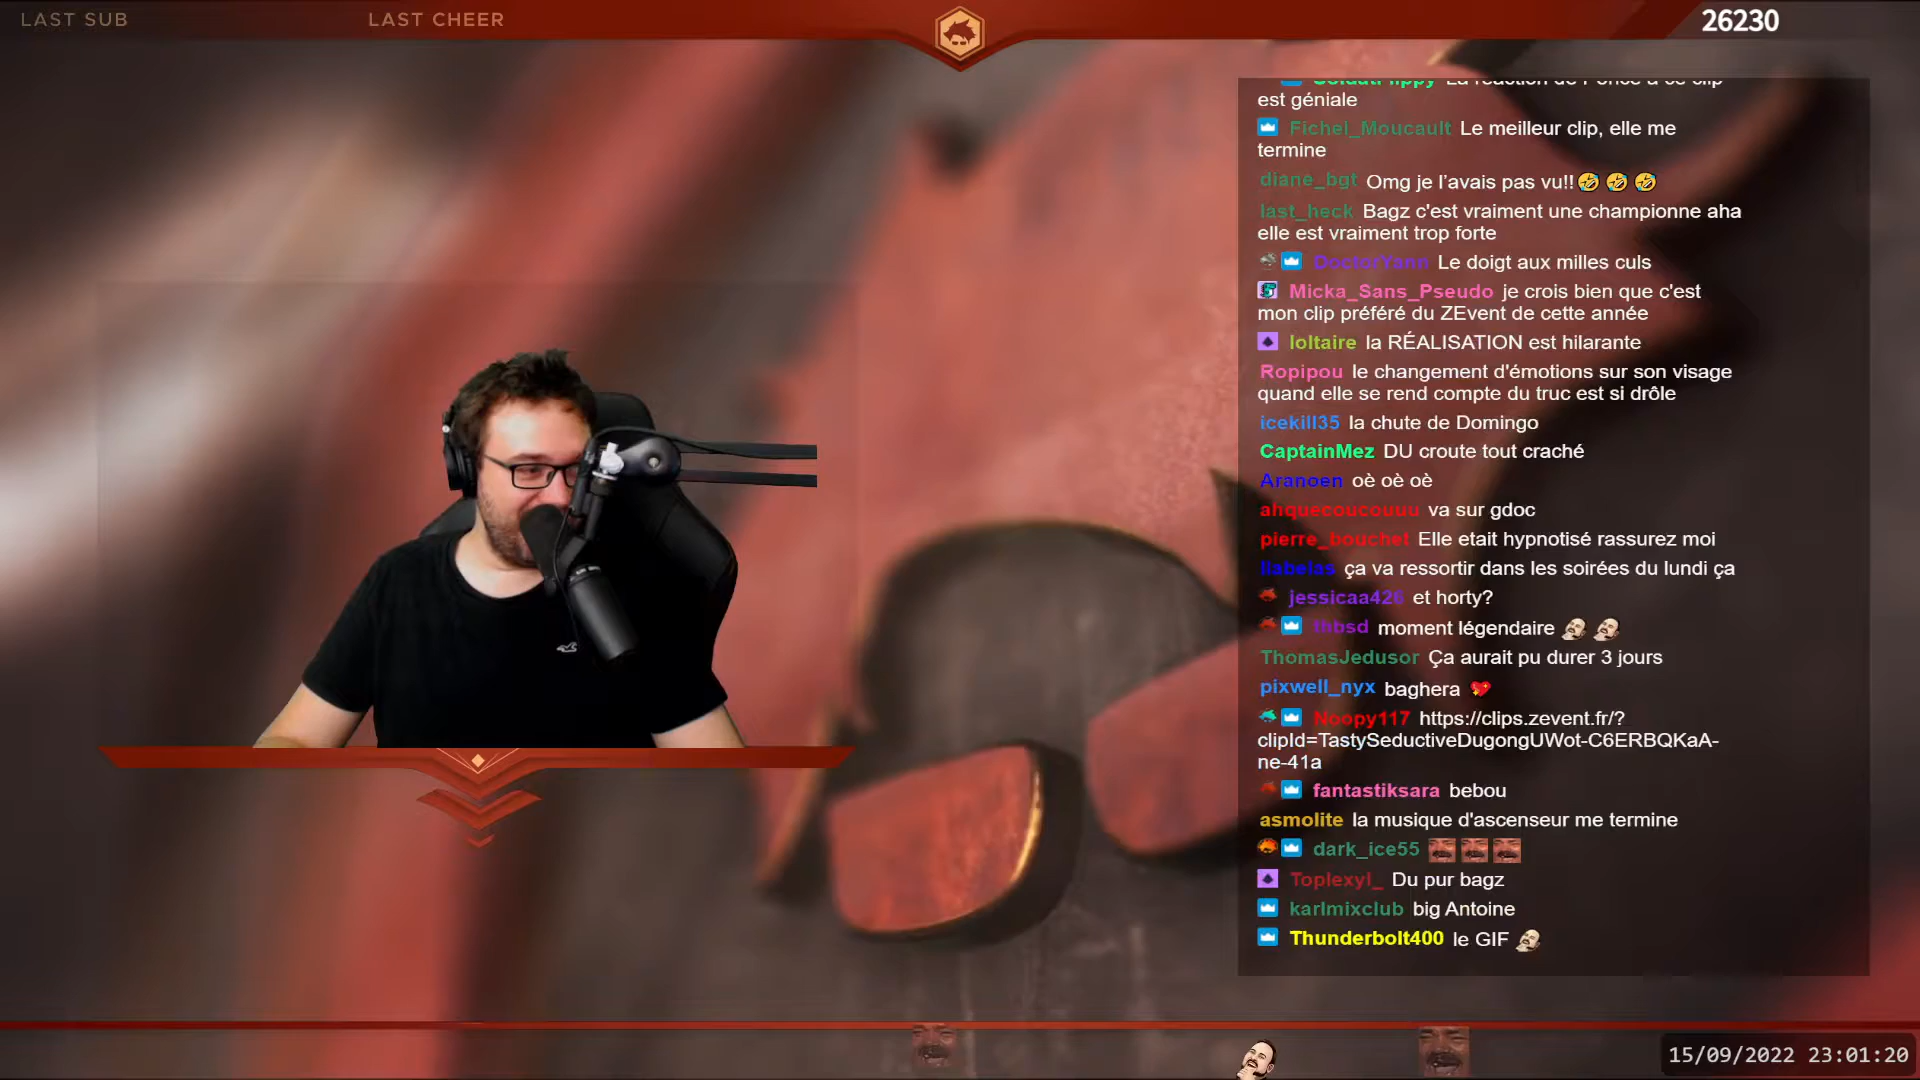 LAST SUB
LAST CHEER
26230
La réaction de Ponce à ce clip
est géniale
Fichei_Moucault Le meilleur clip, elle me
termine
diane_bgt Omg je l'avais pas vu!!🤣 🤣 🤣
last_heck Bagz c'est vraiment une championne aha
elle est vraiment trop forte
DoctorYann Le doigt aux milles culs
Micka_Sans_Pseudo je crois bien que c'est
mon clip préféré du ZEvent de cette année
loltaire la RÉALISATION est hilarante
Ropipou le changement d'émotions sur son visage
quand elle se rend compte du truc est si drôle
icekill35 la chute de Domingo
CaptainMez DU croute tout craché
Aranoen oè oè oè
ahquecoucouuu va sur gdoc
pierre_bouchet Elle etait hypnotisé rassurez moi
ça va ressortir dans les soirées du lundi ça
jessicaa426 et horty?
thbsd moment légendaire
ThomasJedusor Ça aurait pu durer 3 jours
pixwell_nyx baghera 💖
Noopy117 https://clips.zevent.fr/?
clipId=TastySeductiveDugongUWot-C6ERBQKaA-
ne-41a
fantastiksara bebou
asmolite la musique d'ascenseur me termine
dark_ice55
Toplexyl_ Du pur bagz
karlmixclub big Antoine
Thunderbolt400 le GIF
15/09/2022 23:01:20